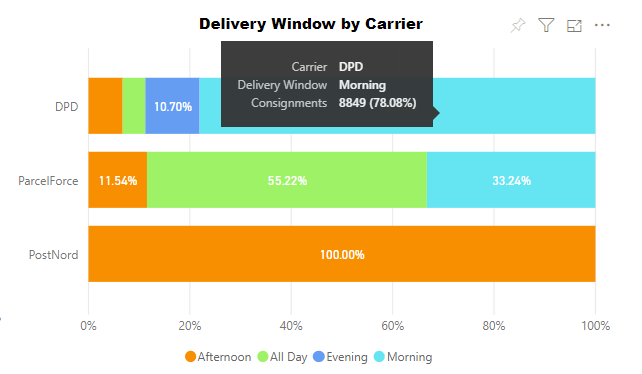 Delivery Window by Carrier
Carrier DPD
Delivery Window Morning
Consignments 8849 (78.08%)
DPD 10.70%
ParcelForce 11.54% 55.22% 33.24%
PostNord 100.00%
0% 20% 40% 60% 80% 100%
Afternoon All Day Evening Morning